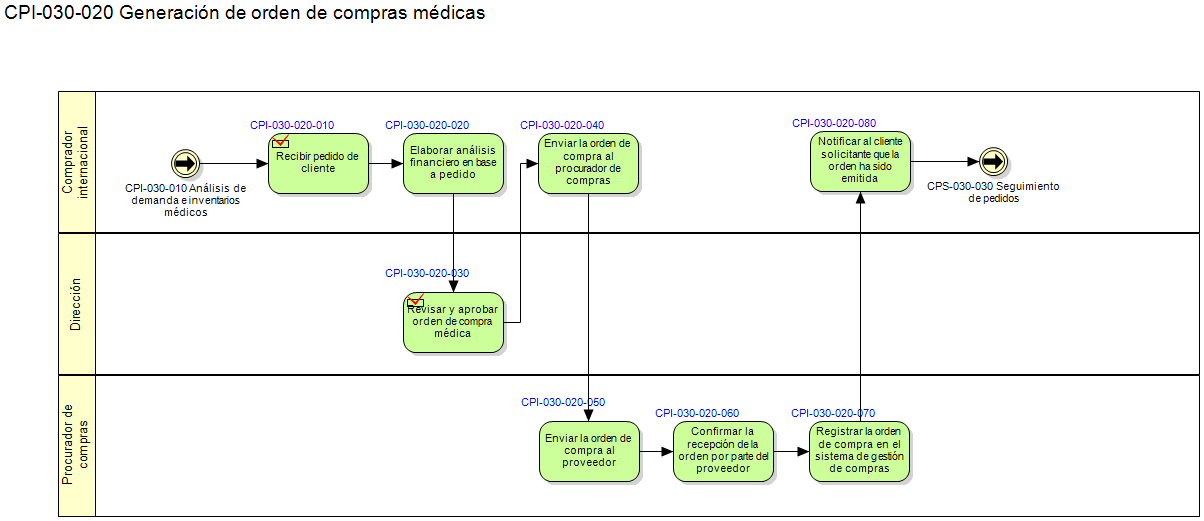 CPI-030-020 Generación de orden de compras médicas
Comprador
internacional
CPI-030-010 Análisis de
demanda e inventarios
médicos
CPI-030-020-010
Recibir pedido de
cliente
CPI-030-020-020
Elaborar análisis
financiero en base
a pedido
CPI-030-020-040
Enviar la orden de
compra al
procurador de
compras
CPI-030-020-080
Notificar al cliente
solicitante que la
orden ha sido
emitida
CPS-030-030 Seguimiento
de pedidos
Dirección
CPI-030-020-030
Revisar y aprobar
orden de compra
médica
Procurador de
compras
CPI-030-020-050
Enviar la orden de
compra al
proveedor
CPI-030-020-060
Confirmar la
recepción de la
orden por parte del
proveedor
CPI-030-020-070
Registrar la orden
de compra en el
sistema de gestión
de compras